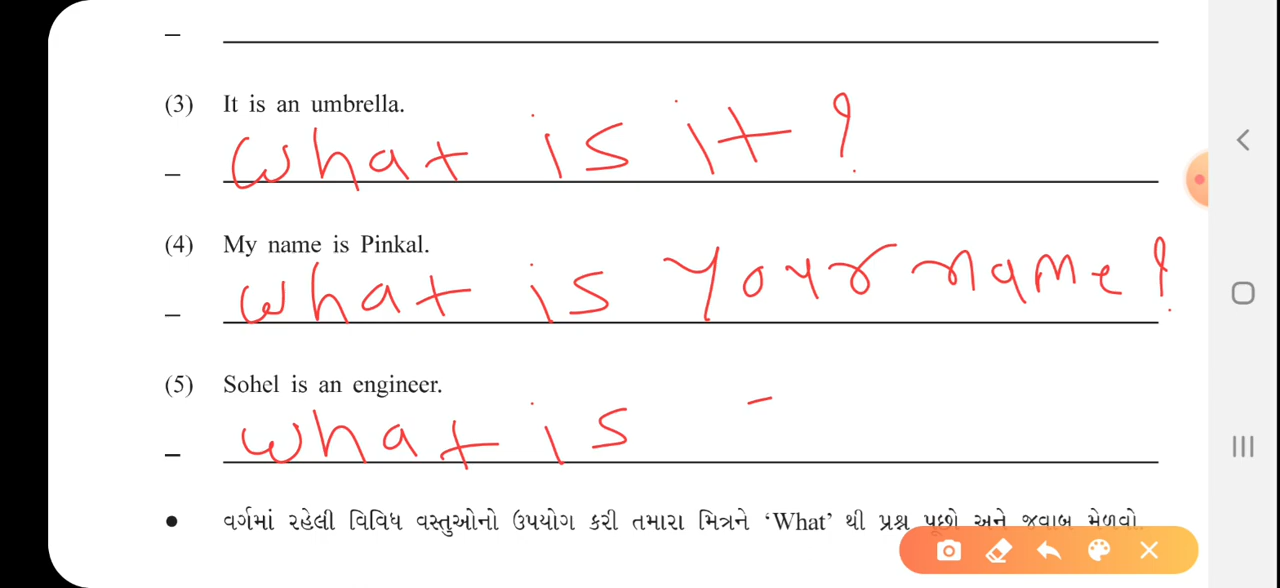 (3) It is an umbrella.
– What is it ?
(4) My name is Pinkal.
– What is Your name ?
(5) Sohel is an engineer.
– What is
• વર્ગમાં રહેલી વિવિધ વસ્તુઓનો ઉપયોગ કરી તમારા મિત્રને ‘What’ થી પ્રશ્ન પૂછો અને જવાબ મેળવો.